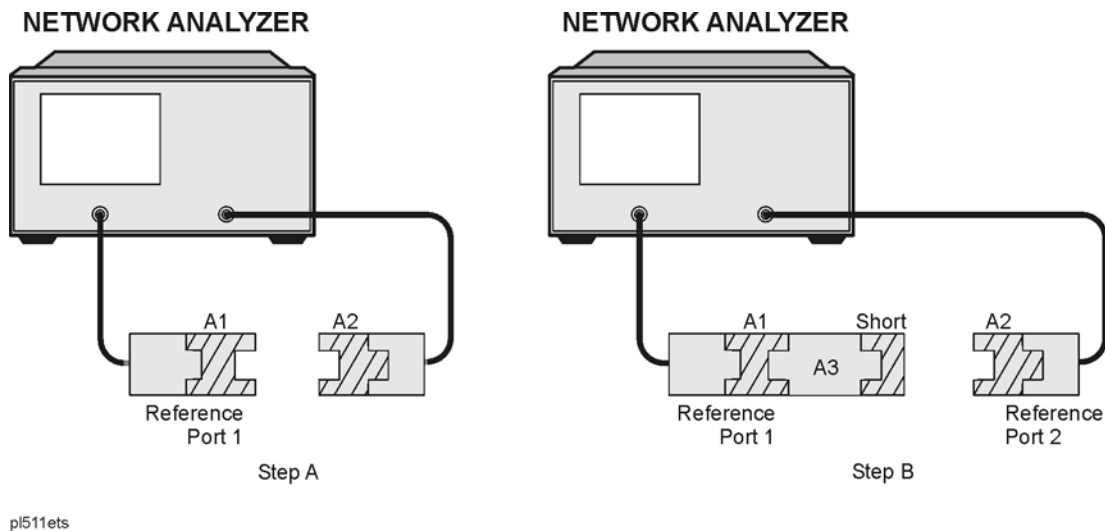 NETWORK ANALYZER
A1
A2
Reference
Port 1
Step A
NETWORK ANALYZER
A1
Short
A2
A3
Reference
Port 1
Reference
Port 2
Step B
pl511ets